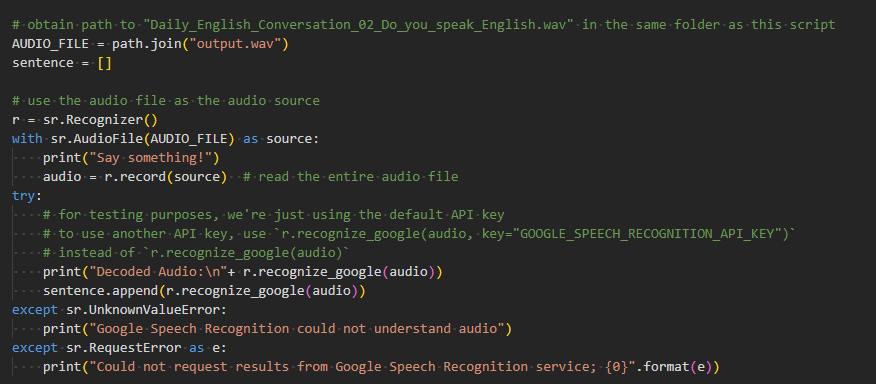 # obtain path to "Daily_English_Conversation_02_Do_you_speak_English.wav" in the same folder as this script
AUDIO_FILE = path.join("output.wav")
sentence = []
# use the audio file as the audio source
r = sr.Recognizer()
with sr.AudioFile(AUDIO_FILE) as source:
    print("Say something!")
    audio = r.record(source)  # read the entire audio file
try:
    # for testing purposes, we're just using the default API key
    # to use another API key, use `r.recognize_google(audio, key="GOOGLE_SPEECH_RECOGNITION_API_KEY")`
    # instead of `r.recognize_google(audio)`
    print("Decoded Audio:\n"+ r.recognize_google(audio))
    sentence.append(r.recognize_google(audio))
except sr.UnknownValueError:
    print("Google Speech Recognition could not understand audio")
except sr.RequestError as e:
    print("Could not request results from Google Speech Recognition service; {0}".format(e))